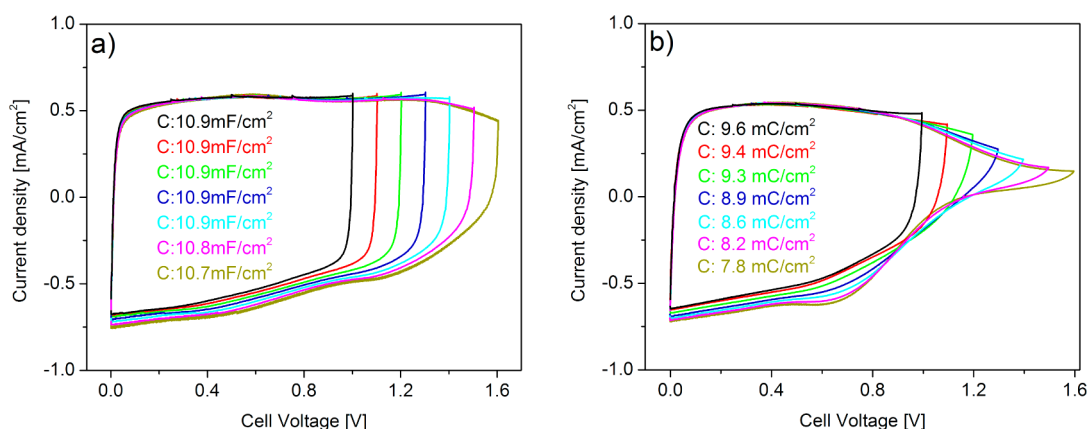 a)
1.0
0.5
0.0
-0.5
-1.0
Current density [mA/cm²]
C:10.9mF/cm²
C:10.9mF/cm²
C:10.9mF/cm²
C:10.9mF/cm²
C:10.9mF/cm²
C:10.8mF/cm²
C:10.7mF/cm²
0.0 0.4 0.8 1.2 1.6
Cell Voltage [V]
b)
1.0
0.5
0.0
-0.5
-1.0
Current density [mA/cm²]
C: 9.6 mC/cm²
C: 9.4 mC/cm²
C: 9.3 mC/cm²
C: 8.9 mC/cm²
C: 8.6 mC/cm²
C: 8.2 mC/cm²
C: 7.8 mC/cm²
0.0 0.4 0.8 1.2 1.6
Cell Voltage [V]